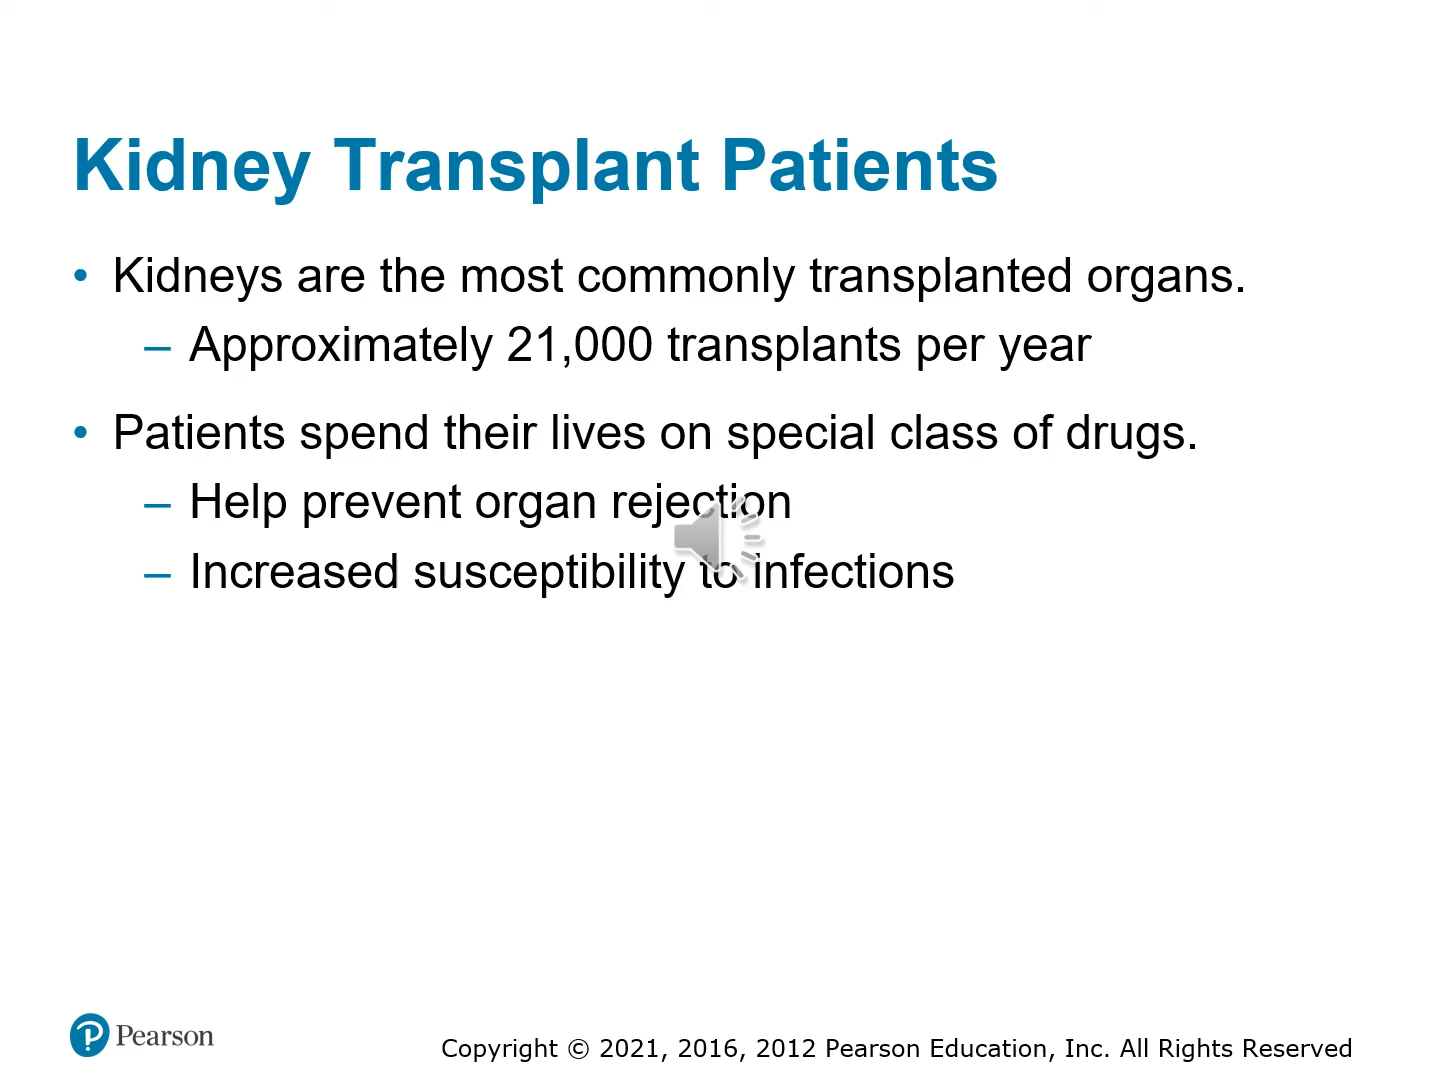 Kidney Transplant Patients
• Kidneys are the most commonly transplanted organs.
– Approximately 21,000 transplants per year
• Patients spend their lives on special class of drugs.
– Help prevent organ rejection
– Increased susceptibility to infections
Pearson
Copyright © 2021, 2016, 2012 Pearson Education, Inc. All Rights Reserved